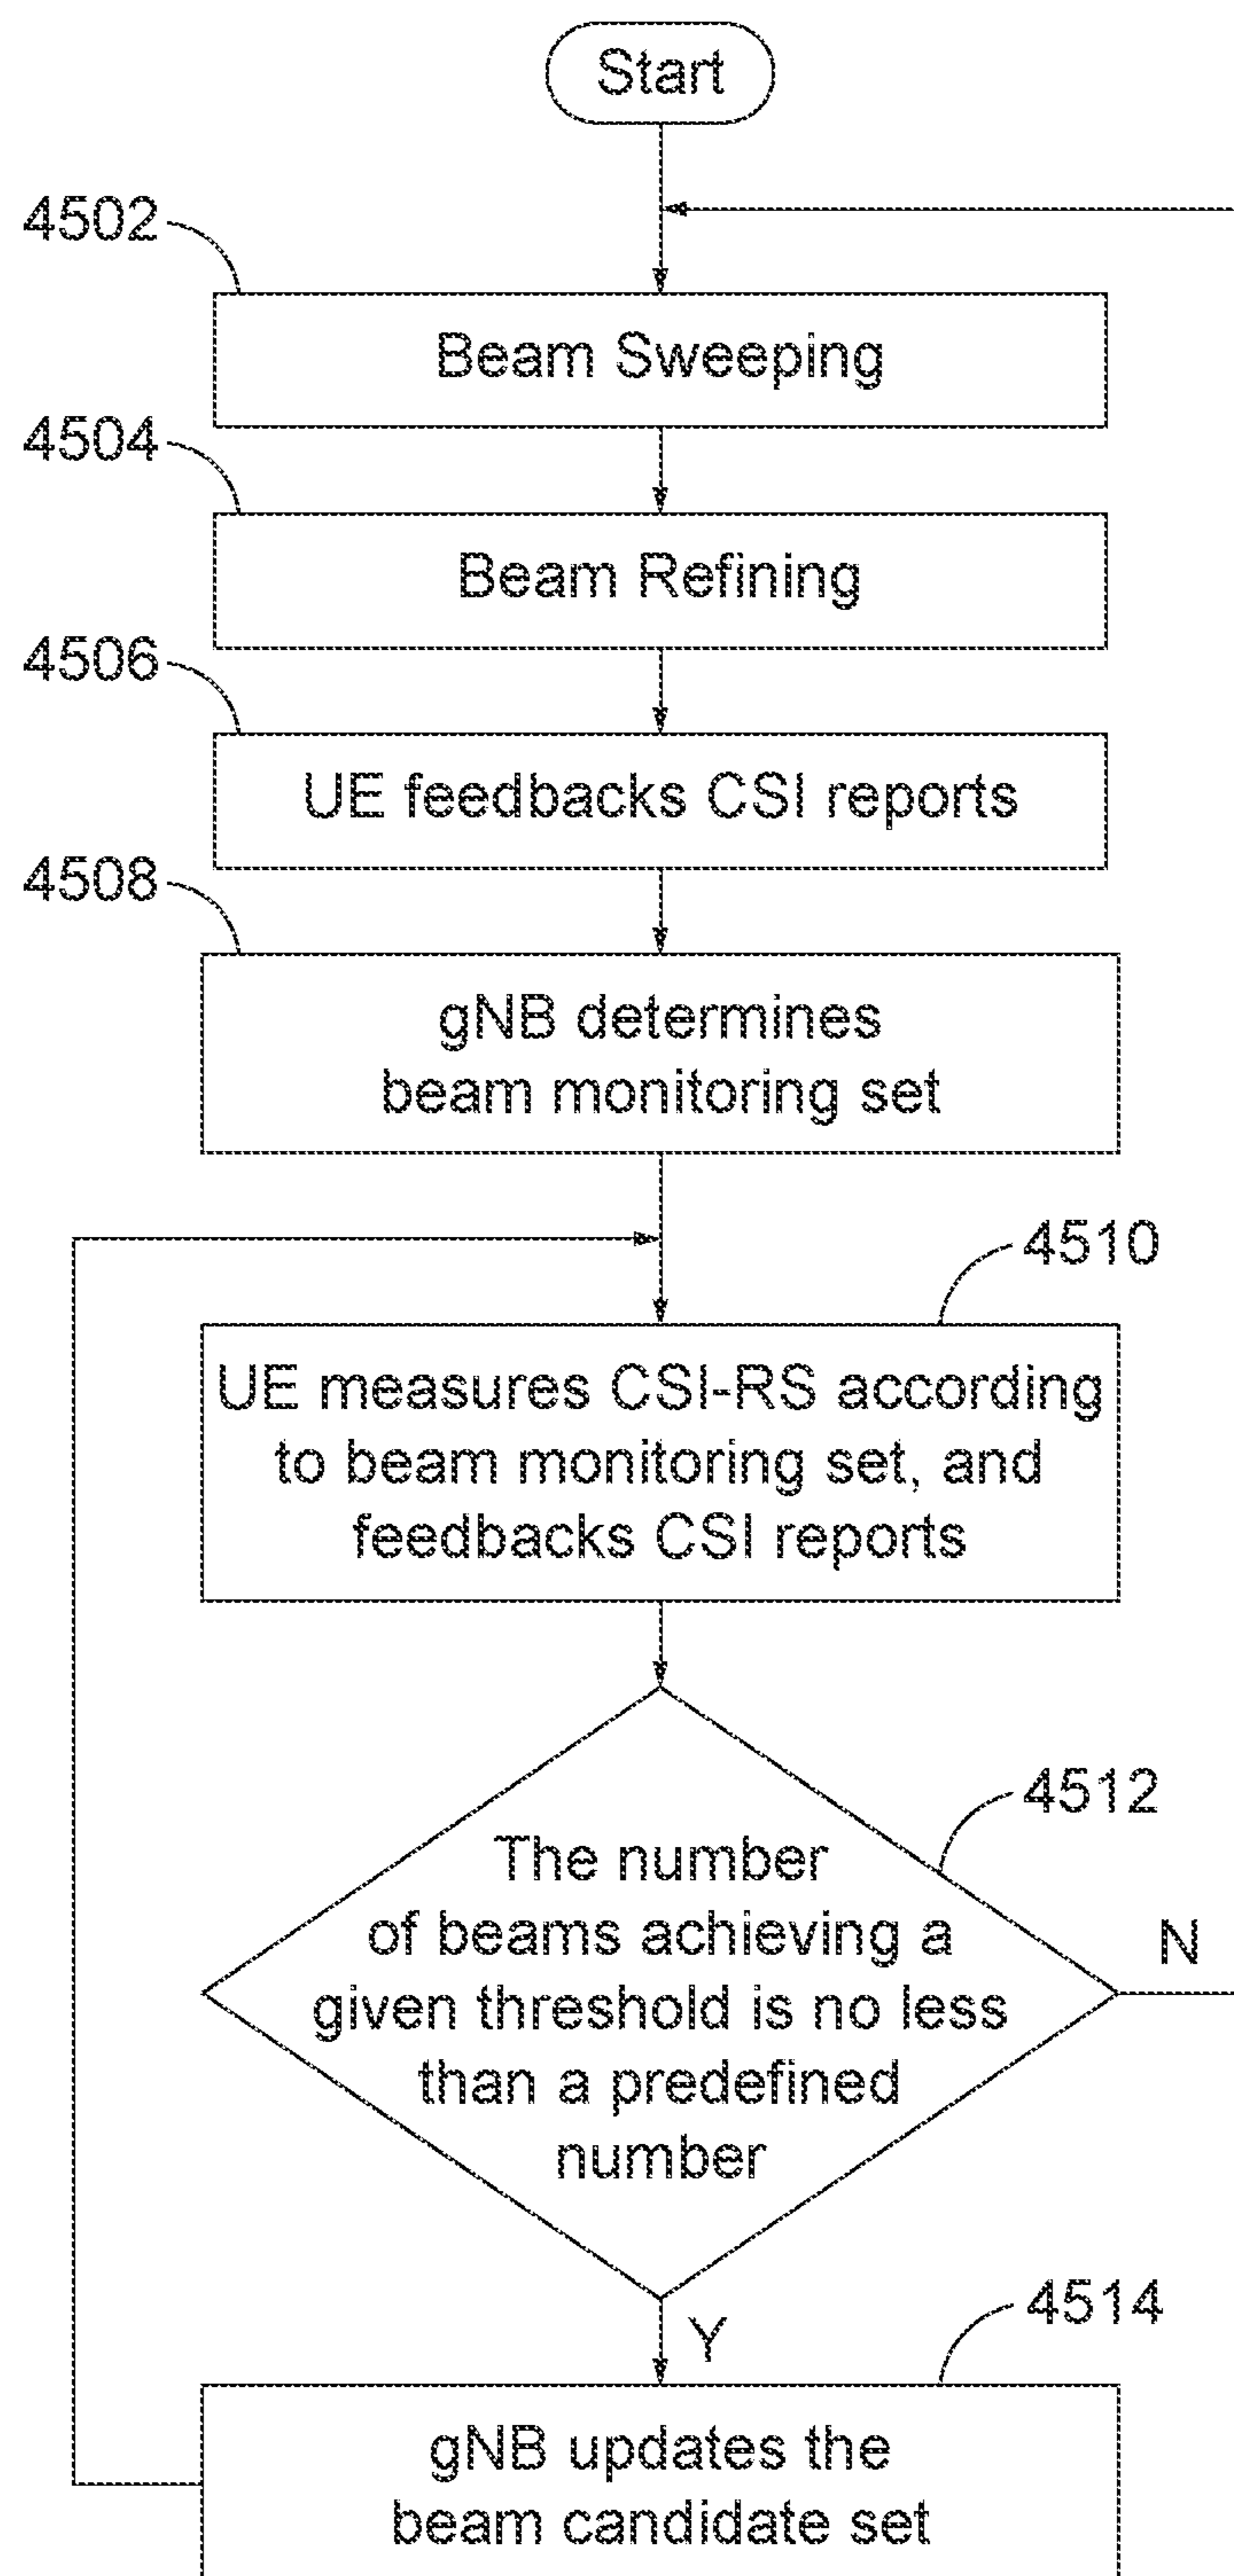 Start
4502
Beam Sweeping
4504
Beam Refining
4506
UE feedbacks CSI reports
4508
gNB determines
beam monitoring set
4510
UE measures CSI-RS according
to beam monitoring set, and
feedbacks CSI reports
4512
The number
of beams achieving a
given threshold is no less
than a predefined
number
N
Y
4514
gNB updates the
beam candidate set